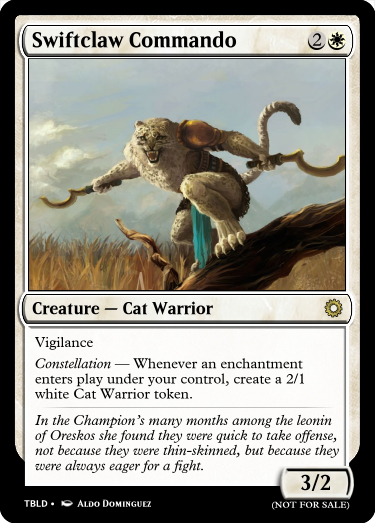 Swiftclaw Commando 2
Creature — Cat Warrior
Vigilance
Constellation — Whenever an enchantment
enters play under your control, create a 2/1
white Cat Warrior token.
In the Champion's many months among the leonin
of Oreskos she found they were quick to take offense,
not because they were thin-skinned, but because they
were always eager for a fight.
3/2
TBLD • Aldo Dominguez
(NOT FOR SALE)